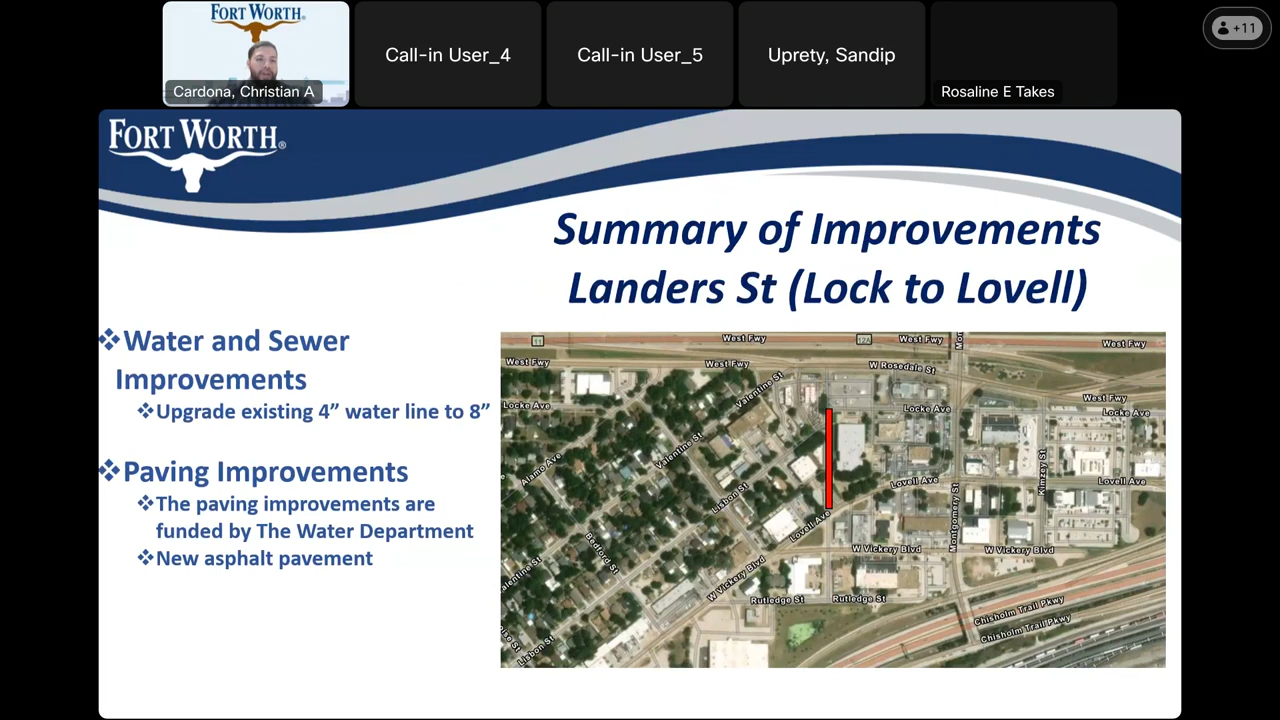 FORT WORTH®
Cardona, Christian A
Call-in User_4
Call-in User_5
Uprety, Sandip
Rosaline E Takes
+11
FORT WORTH®
Summary of Improvements
Landers St (Lock to Lovell)
❖Water and Sewer
Improvements
❖Upgrade existing 4” water line to 8”
❖Paving Improvements
❖The paving improvements are
funded by The Water Department
❖New asphalt pavement
West Fwy
West Fwy
West Fwy
West Fwy
West Fwy
W Rosedale St
West Fwy
Locke Ave
Valentine St
Locke Ave
Locke Ave
Valentine St
Alamo Ave
Lisbon St
Lovell Ave
Kimzey St
Lovell Ave
Lovell Ave
Montgomery St
Bedford St
W Vickery Blvd
W Vickery Blvd
W Vickery Blvd
Rutledge St
Rutledge St
Chisholm Trail Pkwy
Chisholm Trail Pkwy
Lisbon St